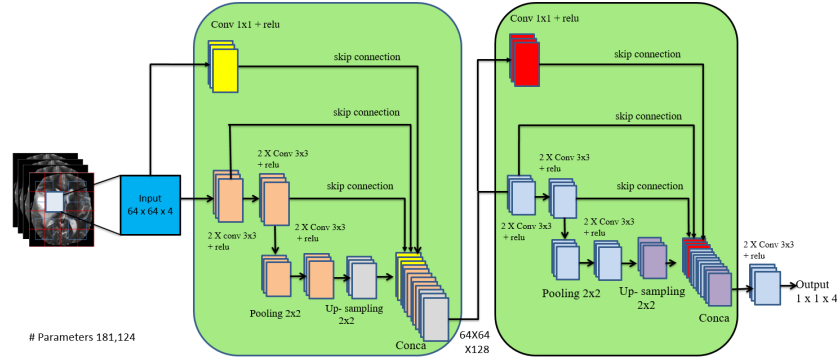 Conv 1x1 + relu
skip connection
skip connection
2 X Conv 3x3
+ relu
skip connection
Input
64 x 64 x 4
2 X conv 3x3
+ relu
2 X conv 3x3
+ relu
Pooling 2x2
Up- sampling
2x2
Conca
# Parameters 181,124
64X64
X128
Conv 1x1 + relu
skip connection
skip connection
2 X Conv 3x3
+ relu
skip connection
2 X Conv 3x3
+ relu
2 X Conv 3x3
+ relu
Pooling 2x2
Up- sampling
2x2
Conca
2 X Conv 3x3
+ relu
Output
1 x 1 x 4